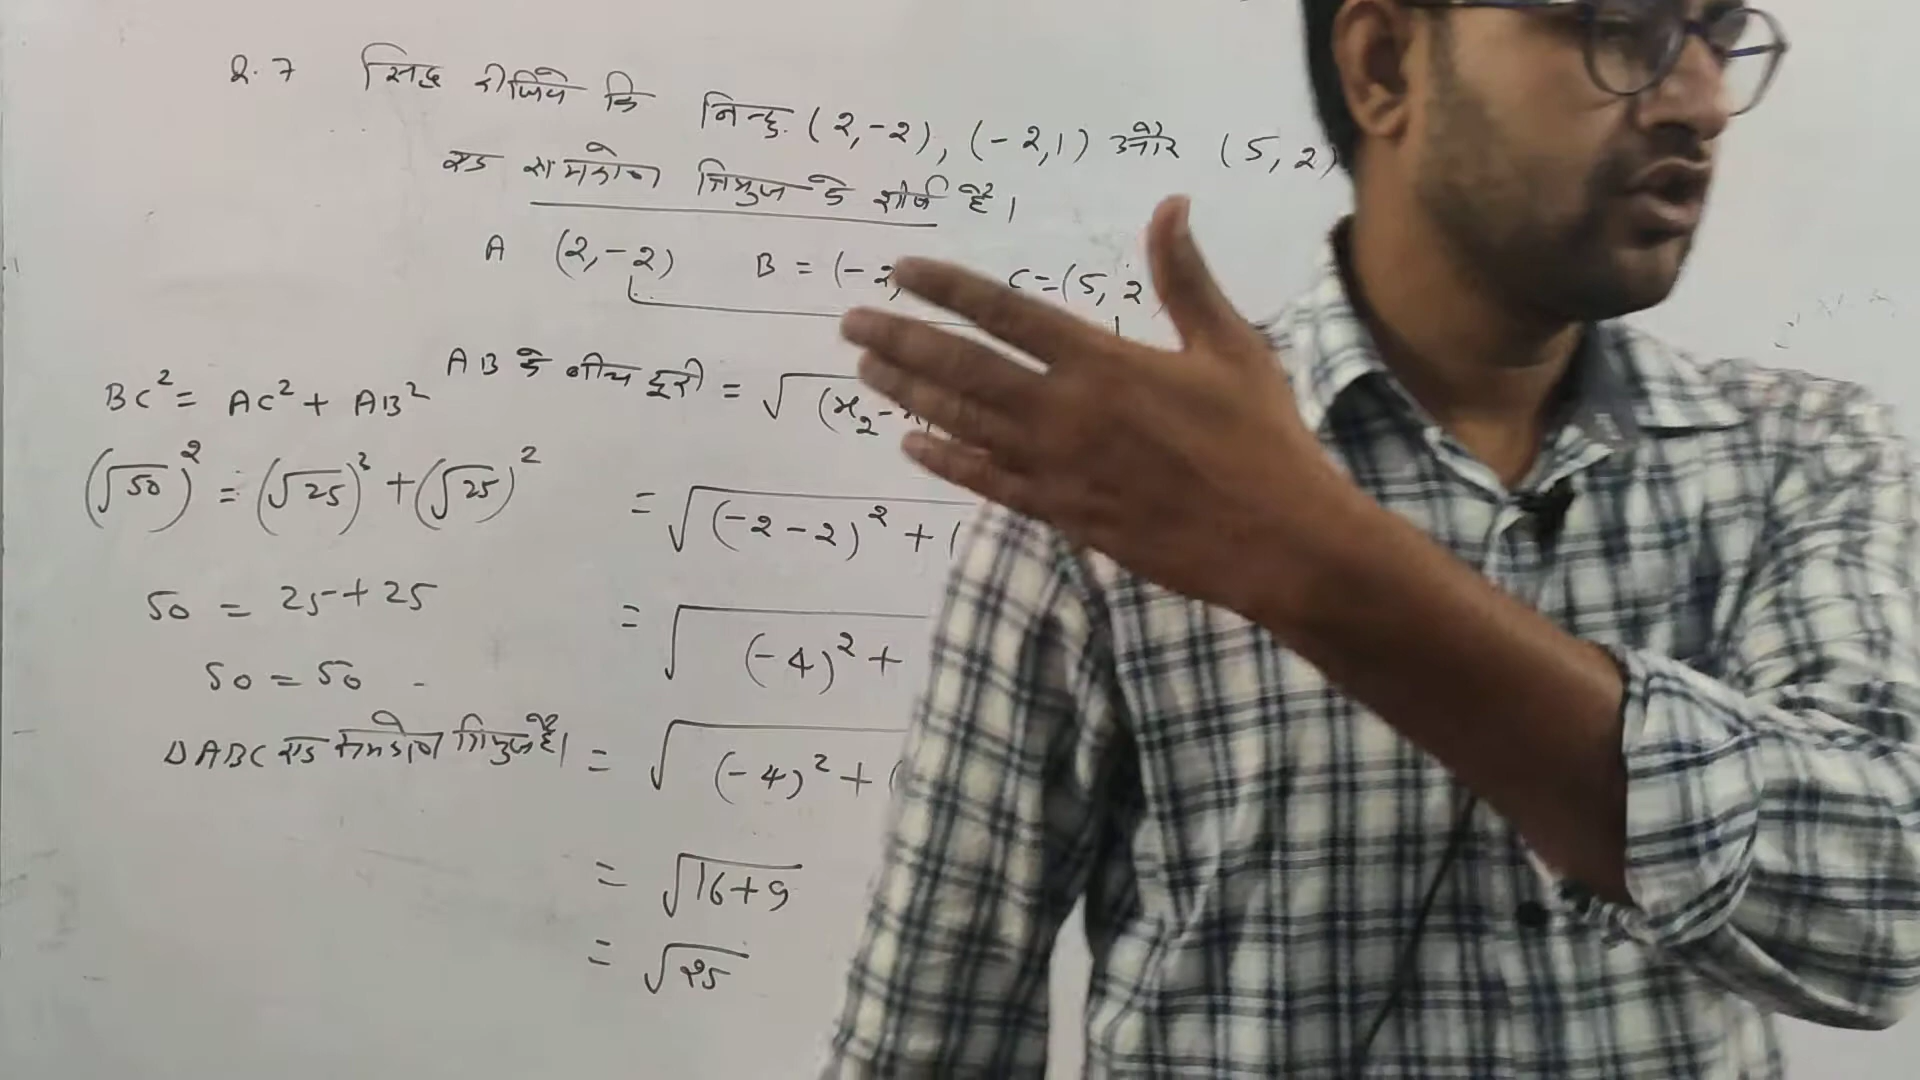 Q.7 सिद्ध कीजिये कि बिन्दु (2,-2), (-2,1) और (5,2)
एक समकोण त्रिभुज के शीर्ष है।
A (2,-2) B = (-2, C=(5,2
AB के बीच दूरी = √(x₂-x
BC² = AC² + AB²
(√50)² = (√25)² + (√25)²
= √(-2-2)² + (
50 = 25+25
= √(-4)² +
50 = 50
ΔABC एक समकोण त्रिभुज है।
= √(-4)² + (
= √16+9
= √25